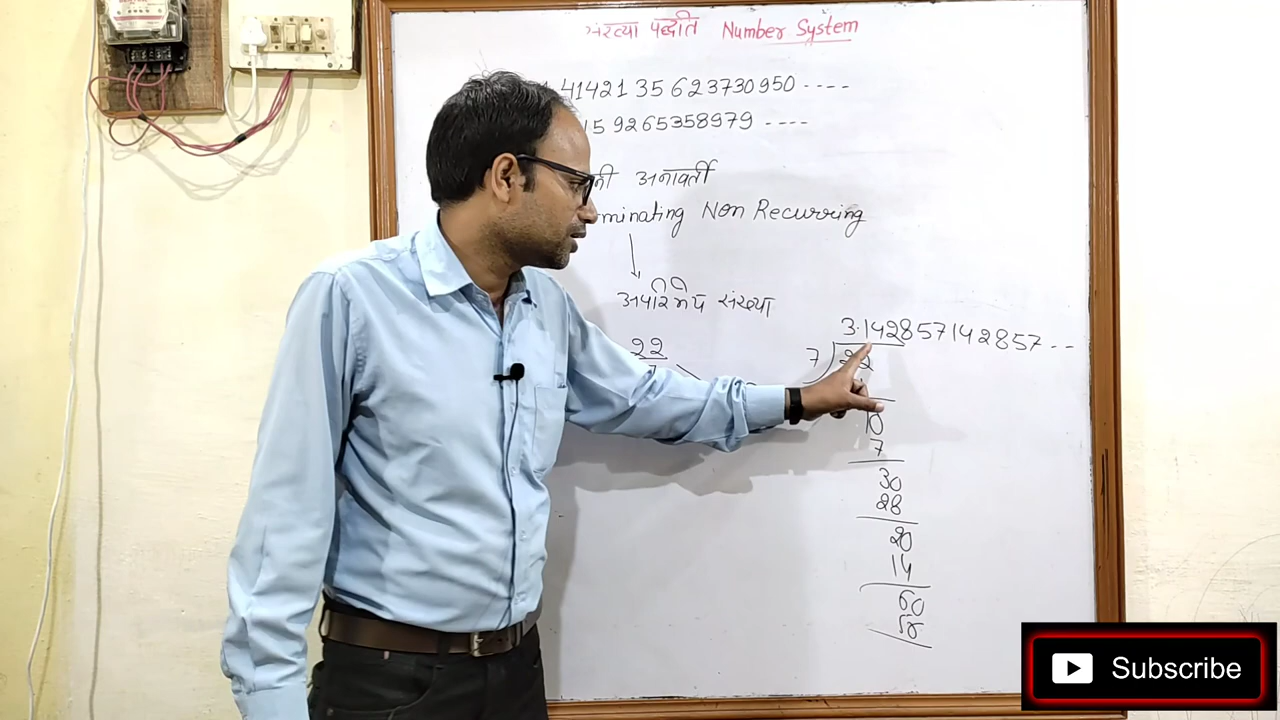 संख्या पद्धति Number System
41421 35 623730950 ----
15 9265358979 ----
नी अनावर्ती
minating Non Recurring
↓
अपरिमेय संख्या
22
3.142857142857 --
7
22
10
7
30
28
20
14
60
Subscribe